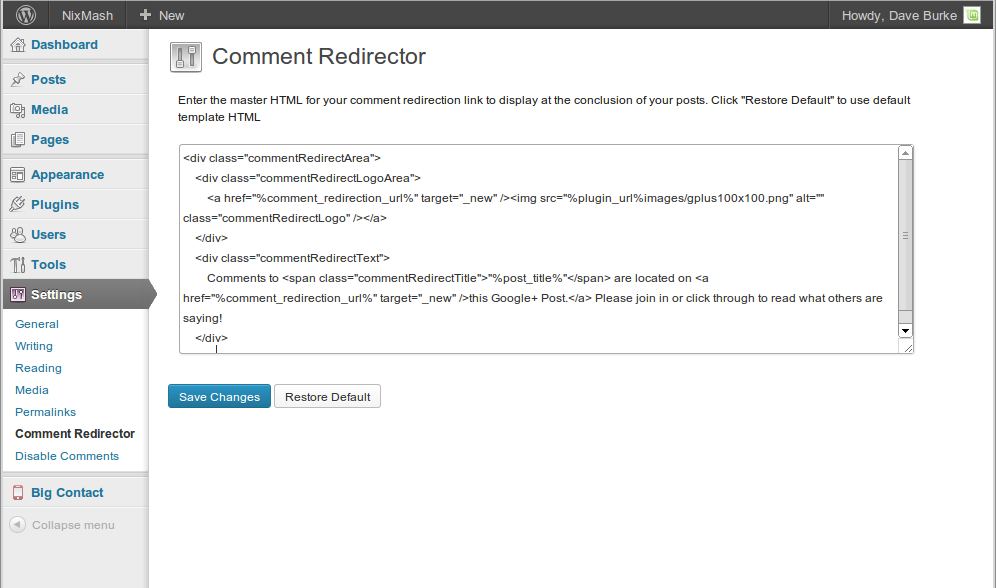 NixMash
+ New
Howdy, Dave Burke
Dashboard
Posts
Media
Pages
Appearance
Plugins
Users
Tools
Settings
General
Writing
Reading
Media
Permalinks
Comment Redirector
Disable Comments
Big Contact
Collapse menu
Comment Redirector
Enter the master HTML for your comment redirection link to display at the conclusion of your posts. Click "Restore Default" to use default
template HTML
<div class="commentRedirectArea">
<div class="commentRedirectLogoArea">
<a href="%comment_redirection_url%" target="_new" /><img src="%plugin_url%images/gplus100x100.png" alt=""
class="commentRedirectLogo" /></a>
</div>
<div class="commentRedirectText">
Comments to <span class="commentRedirectTitle">"%post_title%"</span> are located on <a
href="%comment_redirection_url%" target="_new" />this Google+ Post.</a> Please join in or click through to read what others are
saying!
</div>
Save Changes
Restore Default